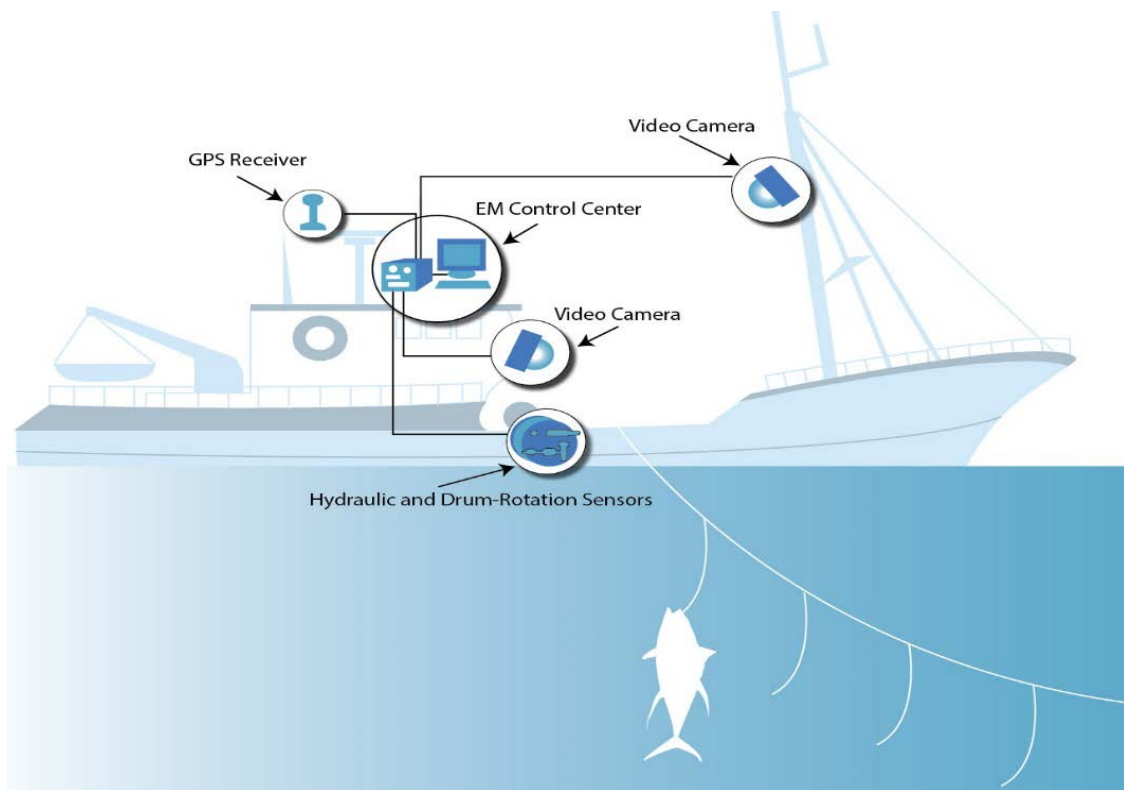 Video Camera
GPS Receiver
EM Control Center
Video Camera
Hydraulic and Drum-Rotation Sensors